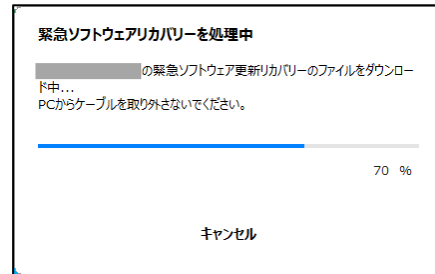 緊急ソフトウェアリカバリーを処理中
の緊急ソフトウェア更新リカバリーのファイルをダウンロー
ド中...
PCからケーブルを取り外さないでください。
70 %
キャンセル